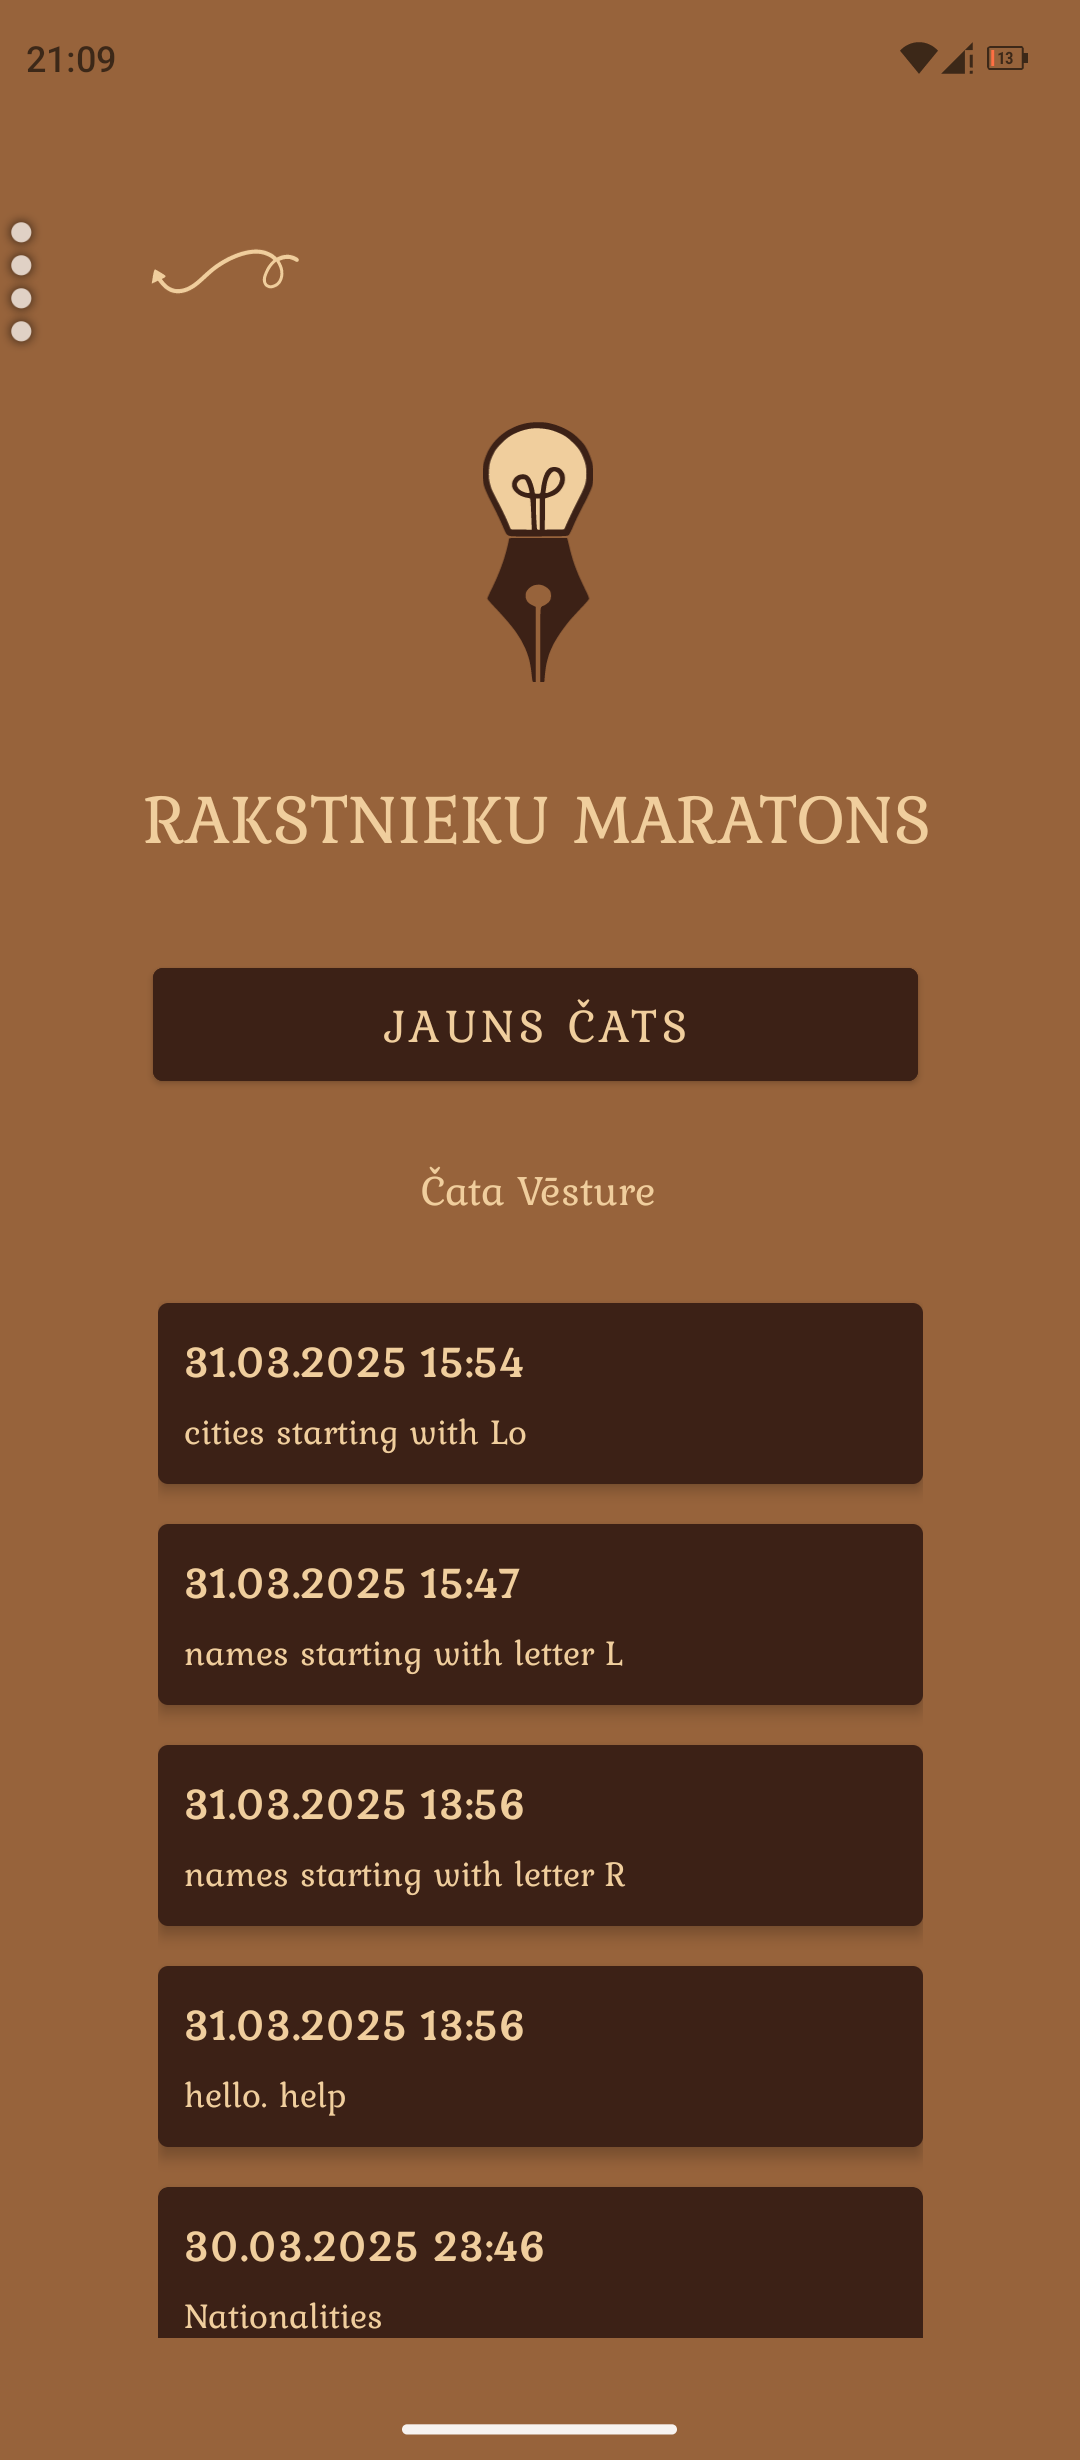 21:09
13
RAKSTNIEKU MARATONS
JAUNS ČATS
Čata Vēsture
31.03.2025 15:54
cities starting with Lo
31.03.2025 15:47
names starting with letter L
31.03.2025 13:56
names starting with letter R
31.03.2025 13:56
hello. help
30.03.2025 23:46
Nationalities